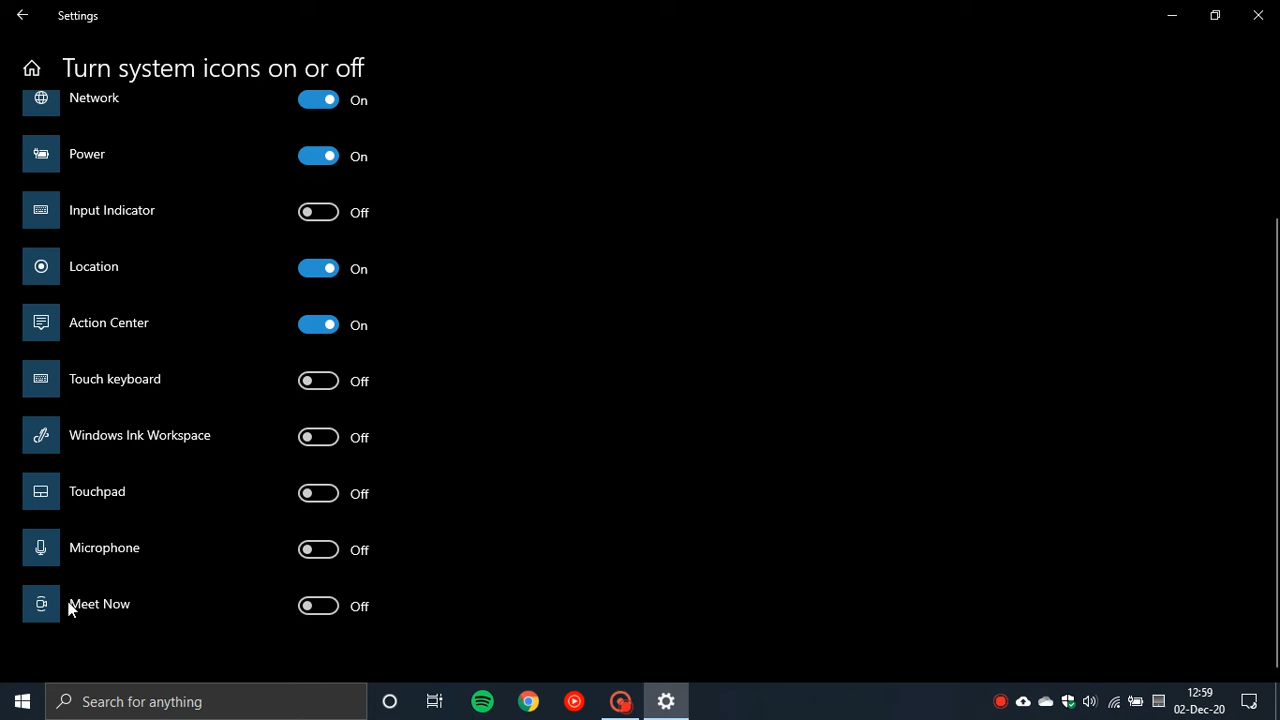 Settings
Turn system icons on or off
Network On
Power On
Input Indicator Off
Location On
Action Center On
Touch keyboard Off
Windows Ink Workspace Off
Touchpad Off
Microphone Off
Meet Now Off
Search for anything
12:59
02-Dec-20